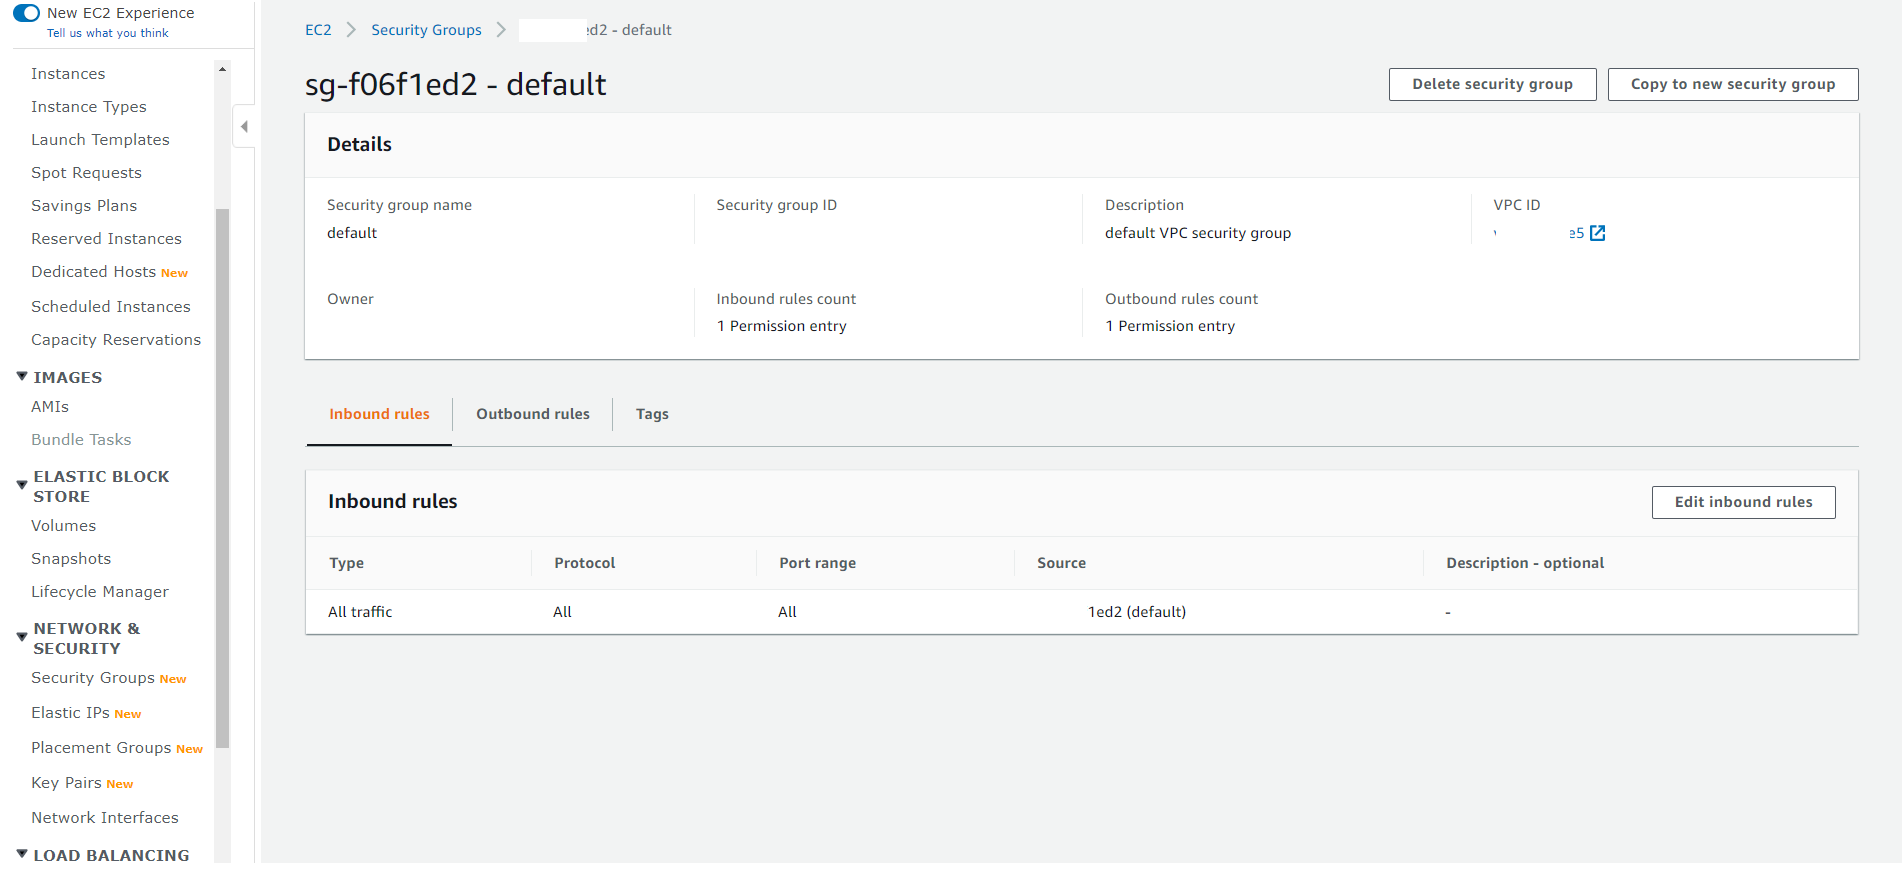 New EC2 Experience
Tell us what you think
Instances
Instance Types
Launch Templates
Spot Requests
Savings Plans
Reserved Instances
Dedicated Hosts New
Scheduled Instances
Capacity Reservations
IMAGES
AMIs
Bundle Tasks
ELASTIC BLOCK
STORE
Volumes
Snapshots
Lifecycle Manager
NETWORK &
SECURITY
Security Groups New
Elastic IPs New
Placement Groups New
Key Pairs New
Network Interfaces
LOAD BALANCING
EC2 Security Groups ed2 - default
sg-f06f1ed2 - default
Delete security group Copy to new security group
Details
Security group name Security group ID Description VPC ID
default default VPC security group e5
Owner Inbound rules count Outbound rules count
1 Permission entry 1 Permission entry
Inbound rules Outbound rules Tags
Inbound rules Edit inbound rules
Type Protocol Port range Source Description - optional
All traffic All All 1ed2 (default) -